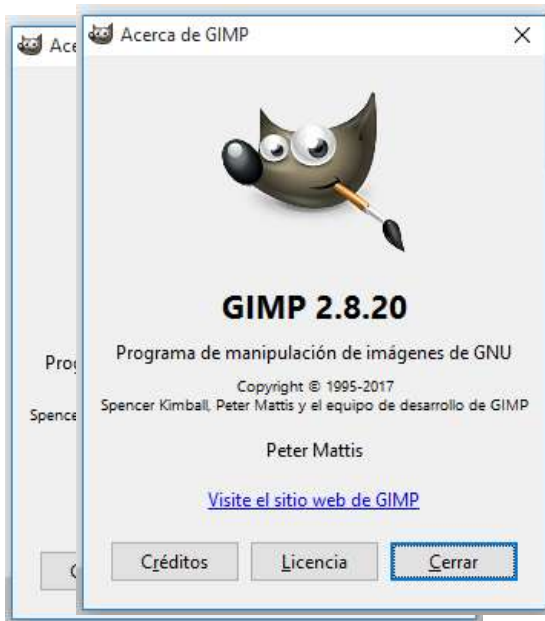 Acerca de GIMP
GIMP 2.8.20
Programa de manipulación de imágenes de GNU
Copyright © 1995-2017
Spencer Kimball, Peter Mattis y el equipo de desarrollo de GIMP
Peter Mattis
Visite el sitio web de GIMP
Créditos
Licencia
Cerrar